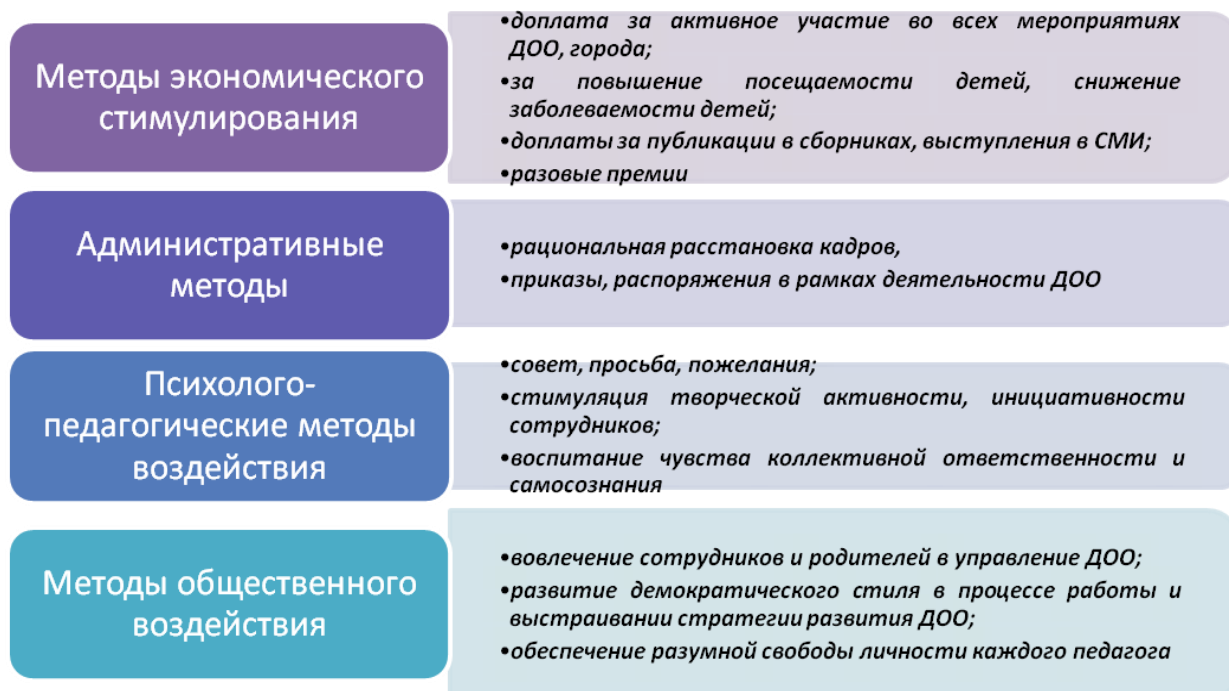 Методы экономического
стимулирования
•доплата за активное участие во всех мероприятиях
ДОО, города;
•за повышение посещаемости детей, снижение
заболеваемости детей;
•доплаты за публикации в сборниках, выступления в СМИ;
•разовые премии
Административные
методы
•рациональная расстановка кадров,
•приказы, распоряжения в рамках деятельности ДОО
Психолого-
педагогические методы
воздействия
•совет, просьба, пожелания;
•стимуляция творческой активности, инициативности
сотрудников;
•воспитание чувства коллективной ответственности и
самосознания
Методы общественного
воздействия
•вовлечение сотрудников и родителей в управление ДОО;
•развитие демократического стиля в процессе работы и
выстраивании стратегии развития ДОО;
•обеспечение разумной свободы личности каждого педагога